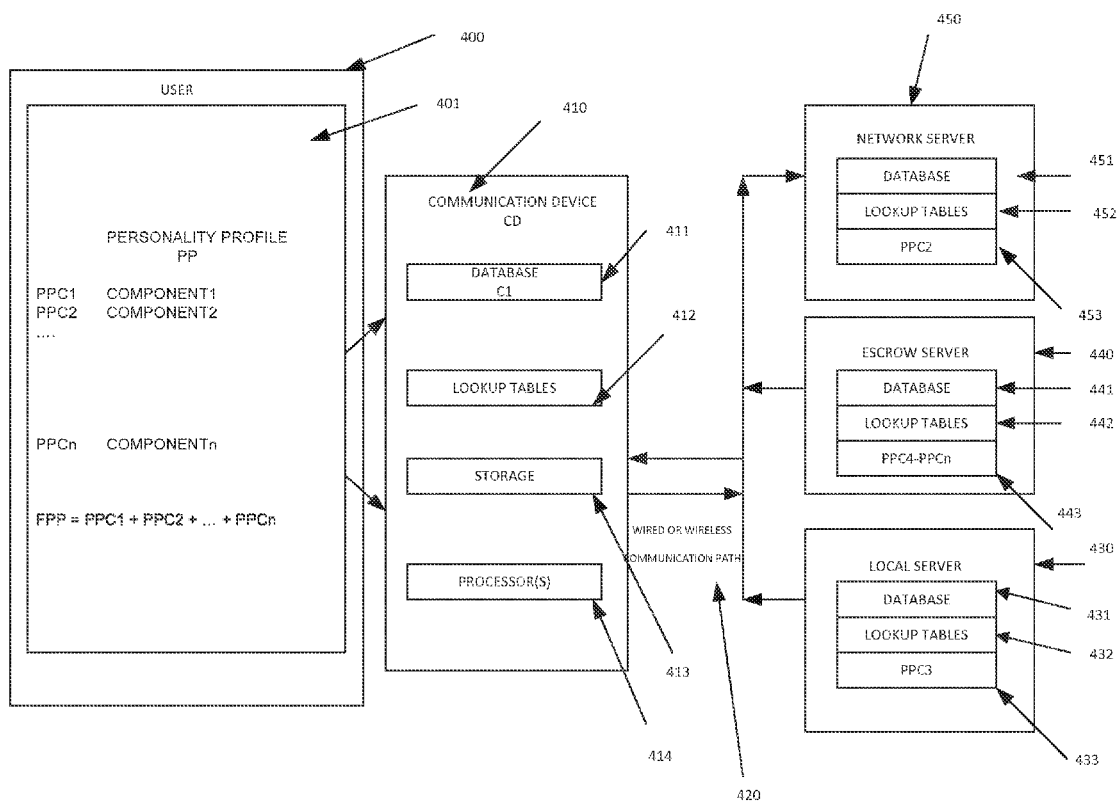 400
USER
401
PERSONALITY PROFILE
PP
PPC1 COMPONENT1
PPC2 COMPONENT2
....
PPCn COMPONENTn
FPP = PPC1 + PPC2 + ... + PPCn
410
COMMUNICATION DEVICE
CD
DATABASE
C1
411
LOOKUP TABLES
412
STORAGE
413
PROCESSOR(S)
414
WIRED OR WIRELESS
COMMUNICATION PATH
420
450
NETWORK SERVER
DATABASE
451
LOOKUP TABLES
452
PPC2
453
ESCROW SERVER
440
DATABASE
441
LOOKUP TABLES
442
PPC4-PPCn
443
LOCAL SERVER
430
DATABASE
431
LOOKUP TABLES
432
PPC3
433